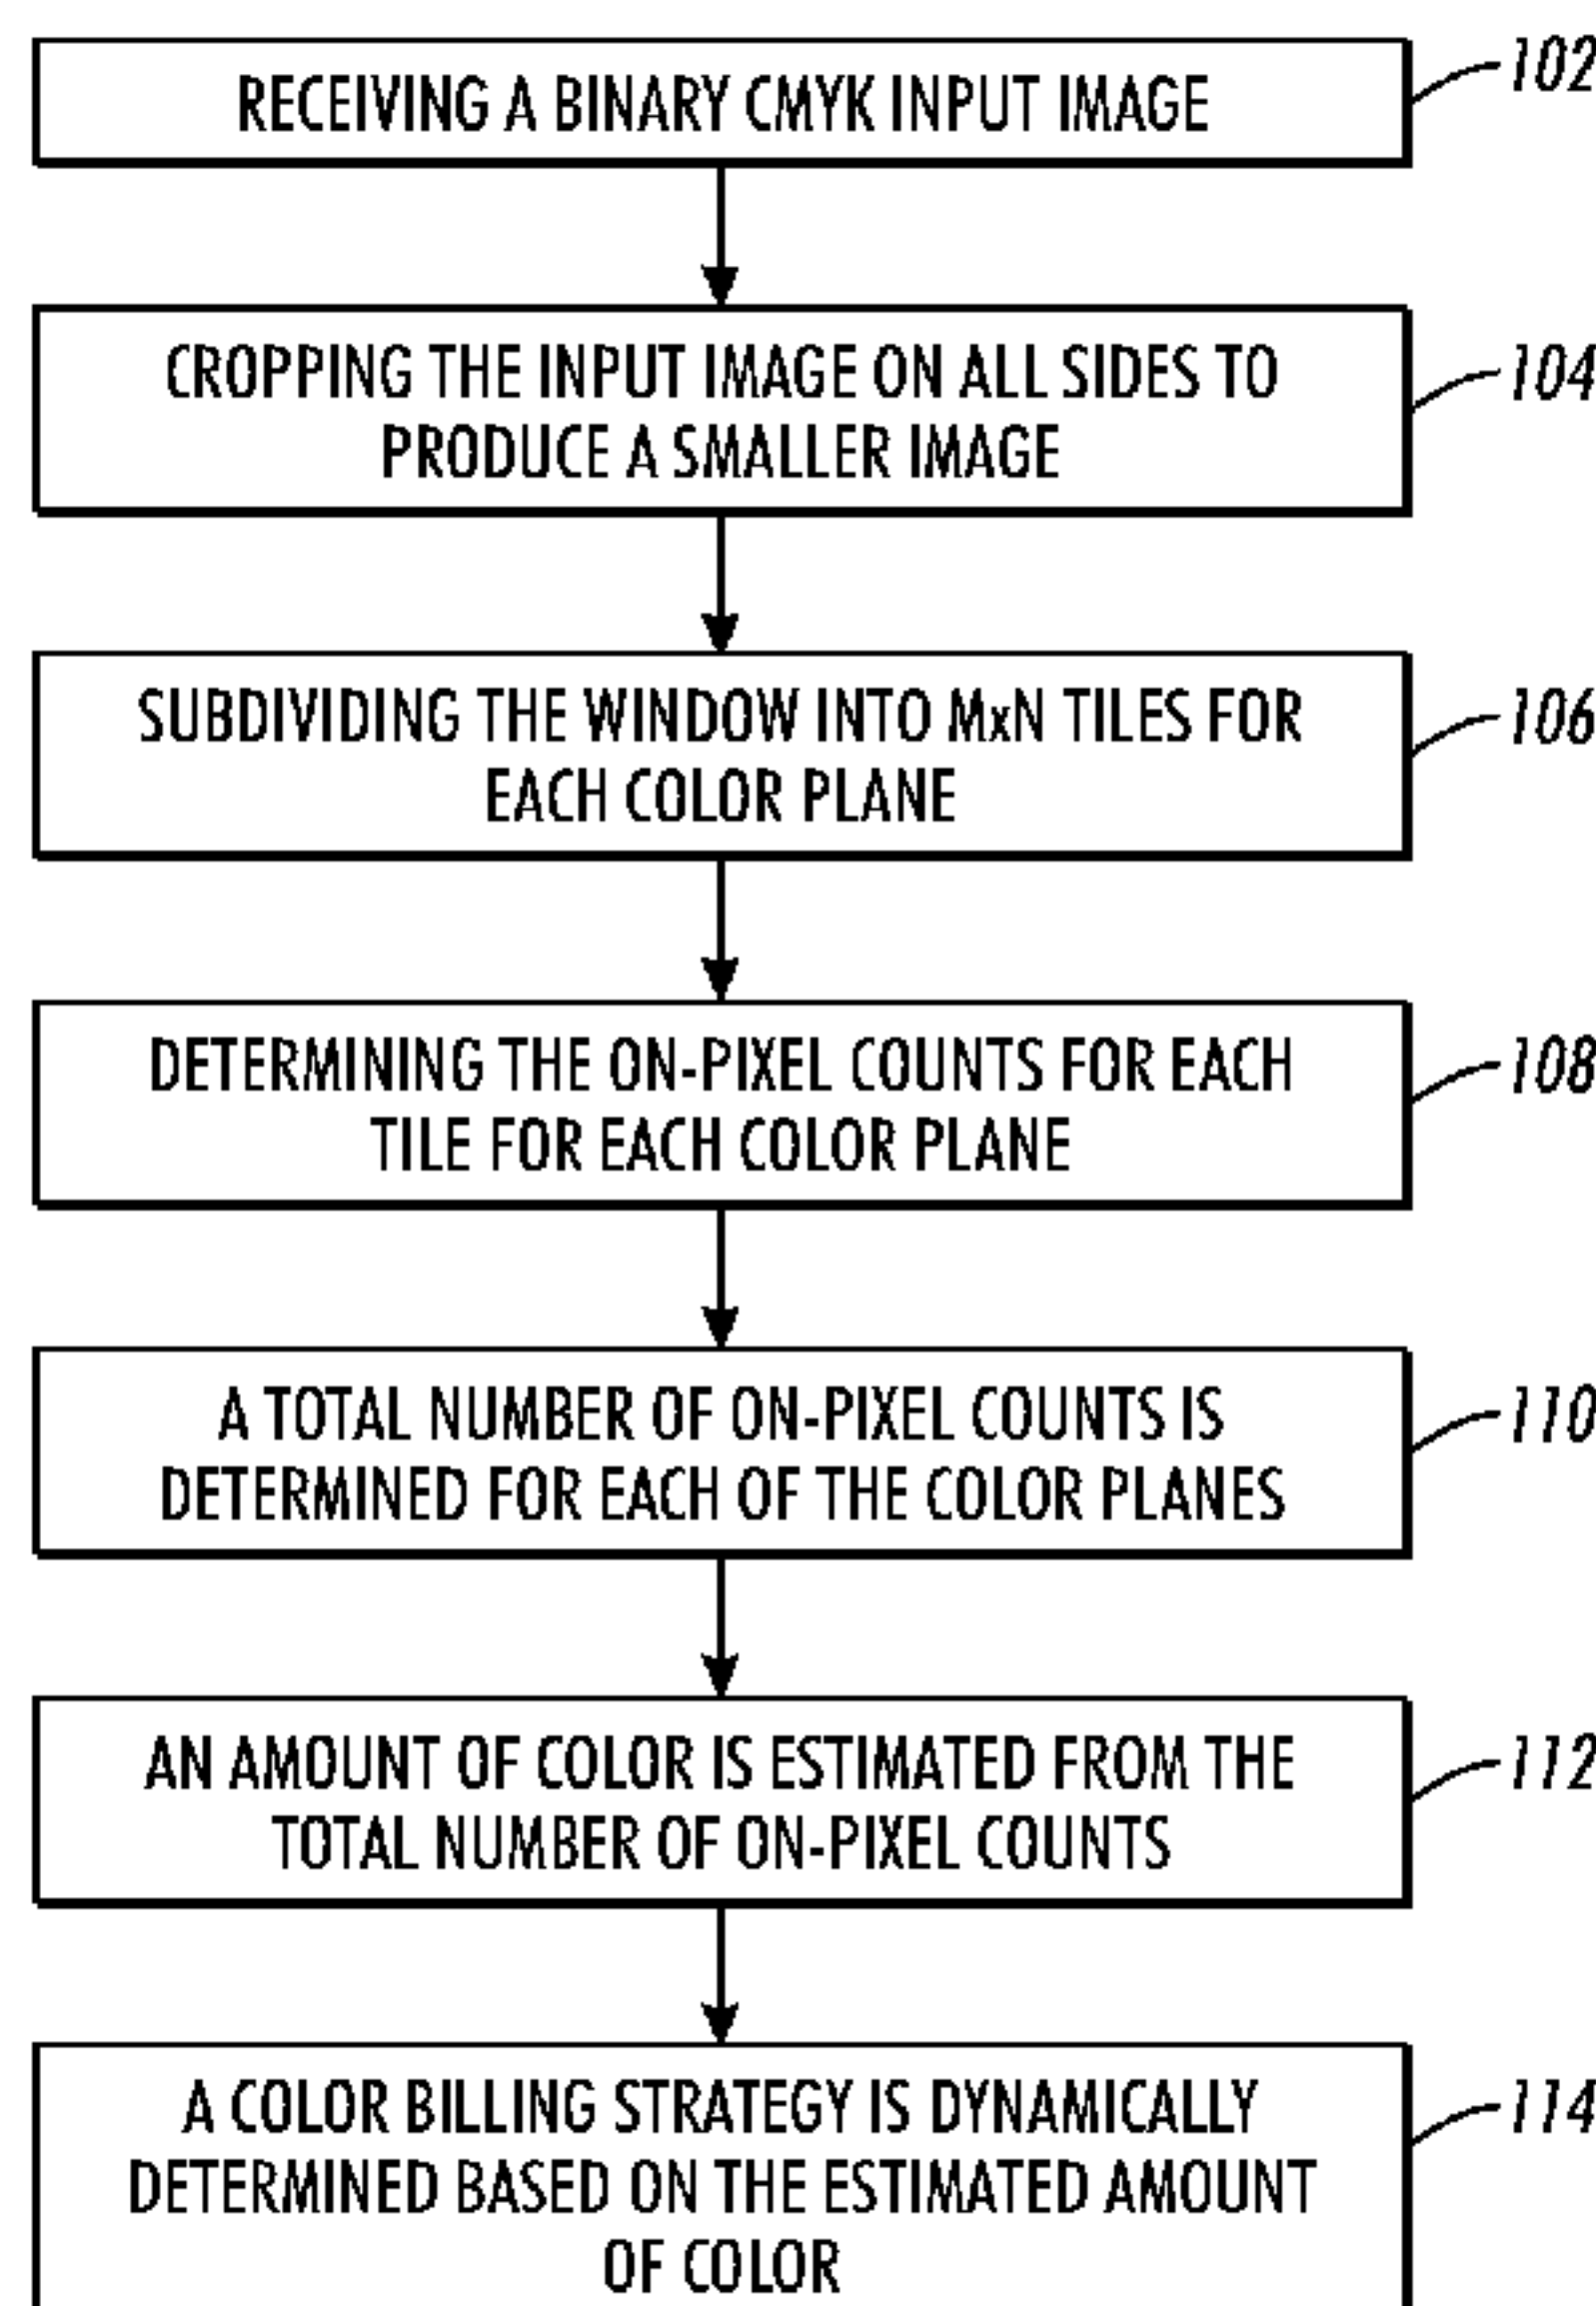 RECEIVING A BINARY CMYK INPUT IMAGE
102
CROPPING THE INPUT IMAGE ON ALL SIDES TO
PRODUCE A SMALLER IMAGE
104
SUBDIVIDING THE WINDOW INTO MxN TILES FOR
EACH COLOR PLANE
106
DETERMINING THE ON-PIXEL COUNTS FOR EACH
TILE FOR EACH COLOR PLANE
108
A TOTAL NUMBER OF ON-PIXEL COUNTS IS
DETERMINED FOR EACH OF THE COLOR PLANES
110
AN AMOUNT OF COLOR IS ESTIMATED FROM THE
TOTAL NUMBER OF ON-PIXEL COUNTS
112
A COLOR BILLING STRATEGY IS DYNAMICALLY
DETERMINED BASED ON THE ESTIMATED AMOUNT
OF COLOR
114